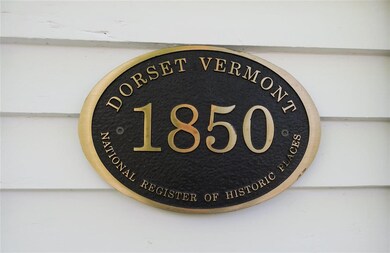 DORSET VERMONT
1850
NATIONAL REGISTER OF HISTORIC PLACES